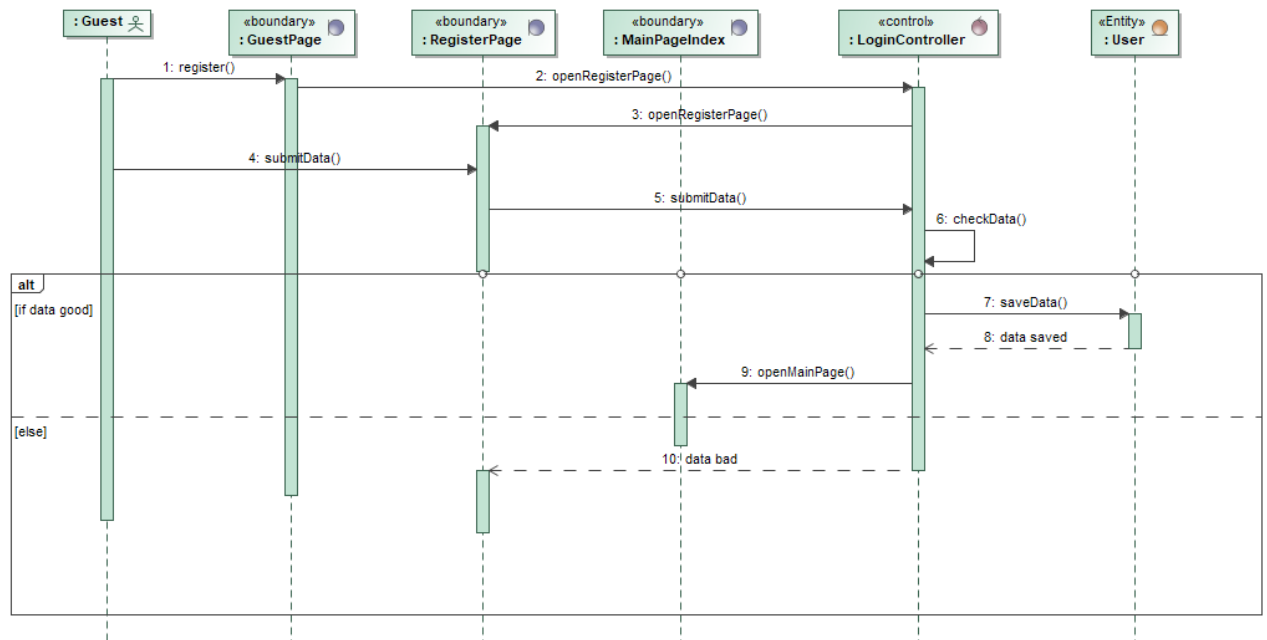 : Guest
«boundary»
: GuestPage
«boundary»
: RegisterPage
«boundary»
: MainPageIndex
«control»
: LoginController
«Entity»
: User
1: register()
2: openRegisterPage()
3: openRegisterPage()
4: submitData()
5: submitData()
6: checkData()
alt
[if data good]
7: saveData()
8: data saved
9: openMainPage()
[else]
10: data bad